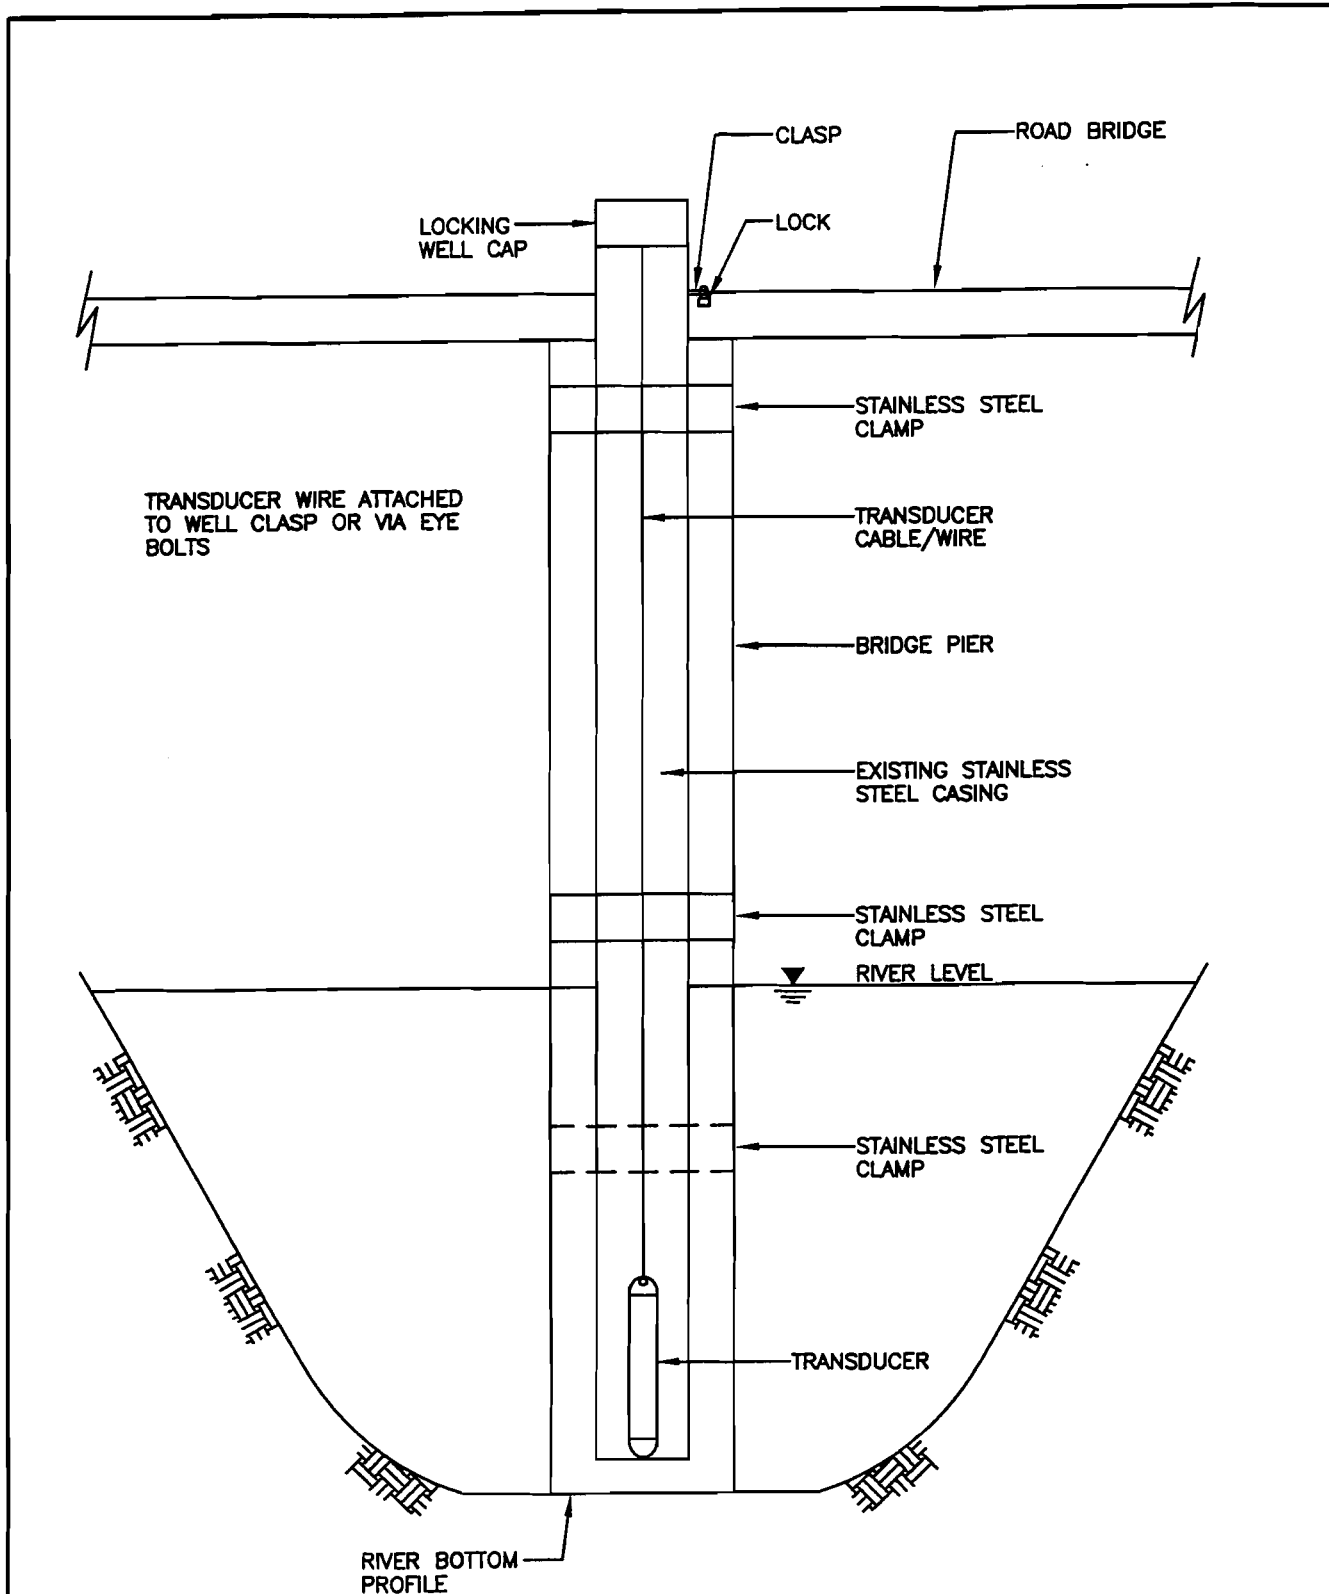 CLASP
ROAD BRIDGE
LOCKING
WELL CAP
LOCK
STAINLESS STEEL
CLAMP
TRANSDUCER WIRE ATTACHED
TO WELL CLASP OR VIA EYE
BOLTS
TRANSDUCER
CABLE/WIRE
BRIDGE PIER
EXISTING STAINLESS
STEEL CASING
STAINLESS STEEL
CLAMP
RIVER LEVEL
STAINLESS STEEL
CLAMP
TRANSDUCER
RIVER BOTTOM
PROFILE